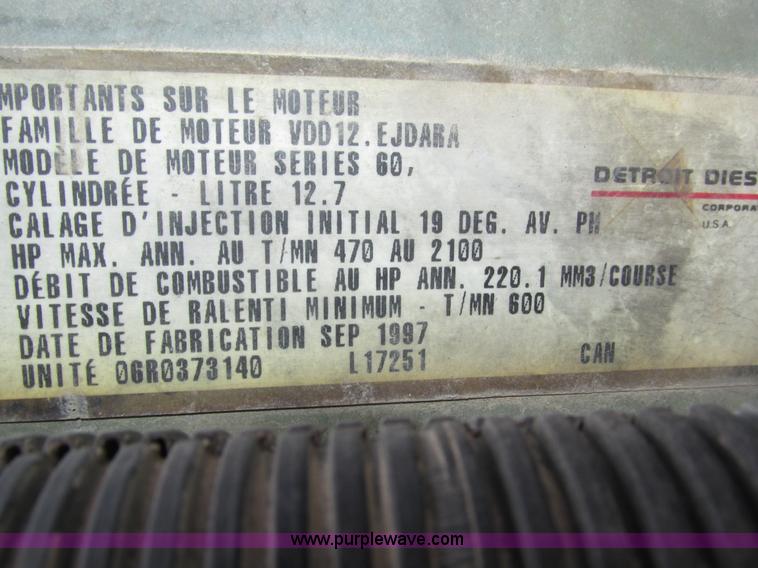 MPORTANTS SUR LE MOTEUR
FAMILLE DE MOTEUR VDD12.EJDARA
MODÈLE DE MOTEUR SERIES 60,
CYLINDRÉE - LITRE 12.7
CALAGE D'INJECTION INITIAL 19 DEG. AV. PH
HP MAX. ANN. AU T/MN 470 AU 2100
DÉBIT DE COMBUSTIBLE AU HP ANN. 220.1 MM3/COURSE
VITESSE DE RALENTI MINIMUM - T/MN 600
DATE DE FABRICATION SEP 1997
UNITÉ 06R0373140 L17251 CAN
DETROIT DIES
CORPORA
U.S.A.
www.purplewave.com